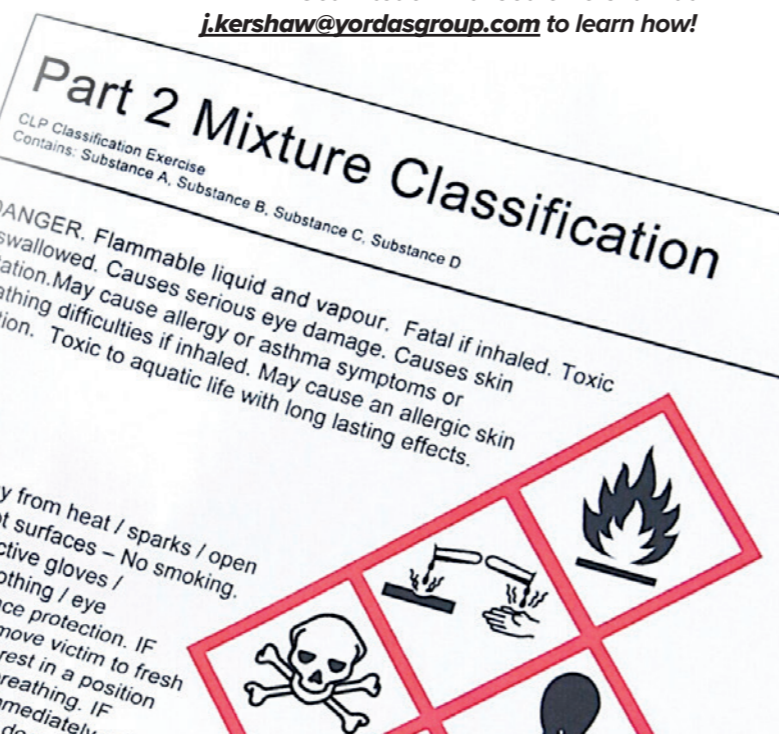 j.kershaw@yordasgroup.com to learn how!
Part 2 Mixture Classification
CLP Classification Exercise
Contains: Substance A, Substance B, Substance C, Substance D
DANGER. Flammable liquid and vapour. Fatal if inhaled. Toxic
swallowed. Causes serious eye damage. Causes skin
tation.May cause allergy or asthma symptoms or
athing difficulties if inhaled. May cause an allergic skin
tion. Toxic to aquatic life with long lasting effects.
y from heat / sparks / open
t surfaces – No smoking.
ctive gloves /
othing / eye
ce protection. IF
move victim to fresh
rest in a position
reathing. IF
mmediately